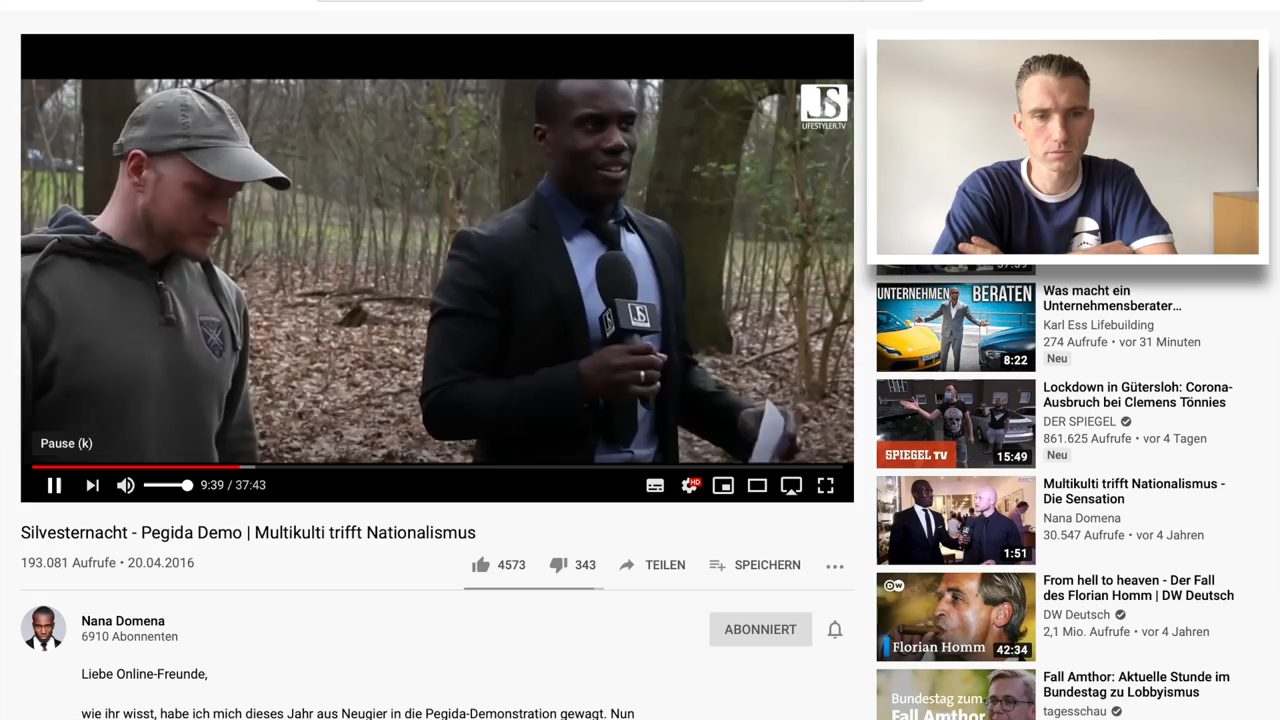 JS
LIFESTYLER.TV
JS
Pause (k)
9:39 / 37:43
HD
Silvesternacht - Pegida Demo | Multikulti trifft Nationalismus
193.081 Aufrufe • 20.04.2016
4573
343
TEILEN
SPEICHERN
Nana Domena
6910 Abonnenten
ABONNIERT
Liebe Online-Freunde,
wie ihr wisst, habe ich mich dieses Jahr aus Neugier in die Pegida-Demonstration gewagt. Nun
UNTERNEHMEN BERATEN
8:22
Was macht ein
Unternehmensberater...
Karl Ess Lifebuilding
274 Aufrufe • vor 31 Minuten
Neu
SPIEGEL TV
15:49
Lockdown in Gütersloh: Corona-
Ausbruch bei Clemens Tönnies
DER SPIEGEL
861.625 Aufrufe • vor 4 Tagen
Neu
1:51
Multikulti trifft Nationalismus -
Die Sensation
Nana Domena
30.547 Aufrufe • vor 4 Jahren
DW
Florian Homm
42:34
From hell to heaven - Der Fall
des Florian Homm | DW Deutsch
DW Deutsch
2,1 Mio. Aufrufe • vor 4 Jahren
Bundestag zum
Fall Amthor
Fall Amthor: Aktuelle Stunde im
Bundestag zu Lobbyismus
tagesschau